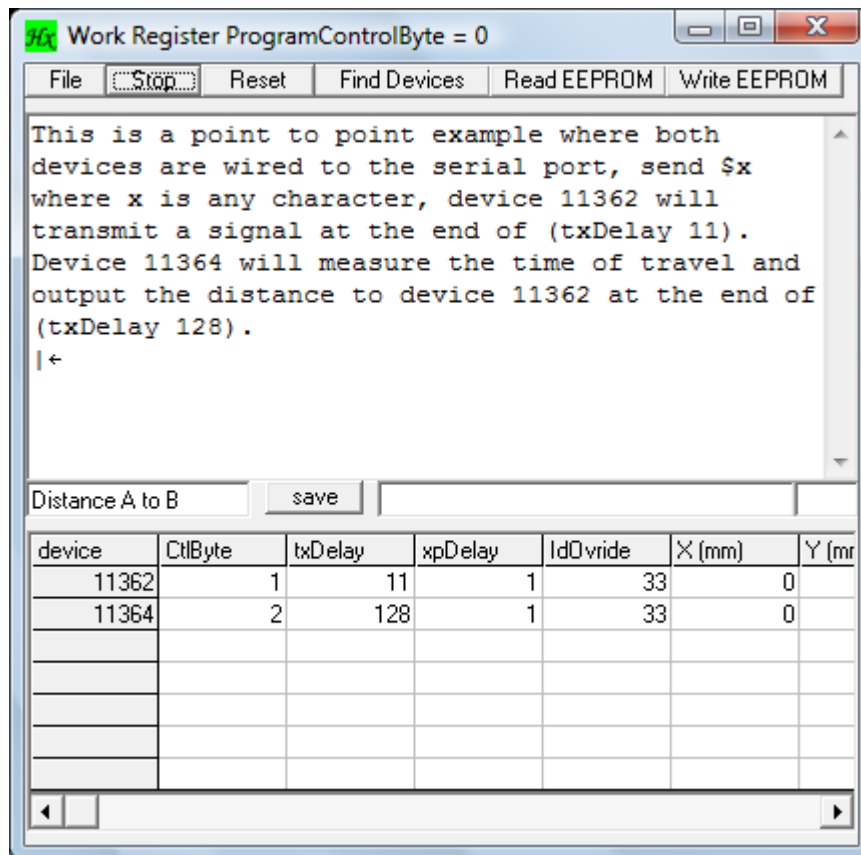 Hx Work Register ProgramControlByte = 0
File Stop Reset Find Devices Read EEPROM Write EEPROM
This is a point to point example where both
devices are wired to the serial port, send $x
where x is any character, device 11362 will
transmit a signal at the end of (txDelay 11).
Device 11364 will measure the time of travel and
output the distance to device 11362 at the end of
(txDelay 128).
|←
Distance A to B save
device CtlByte txDelay xpDelay IdOvride X (mm) Y (mr
11362 1 11 1 33 0
11364 2 128 1 33 0